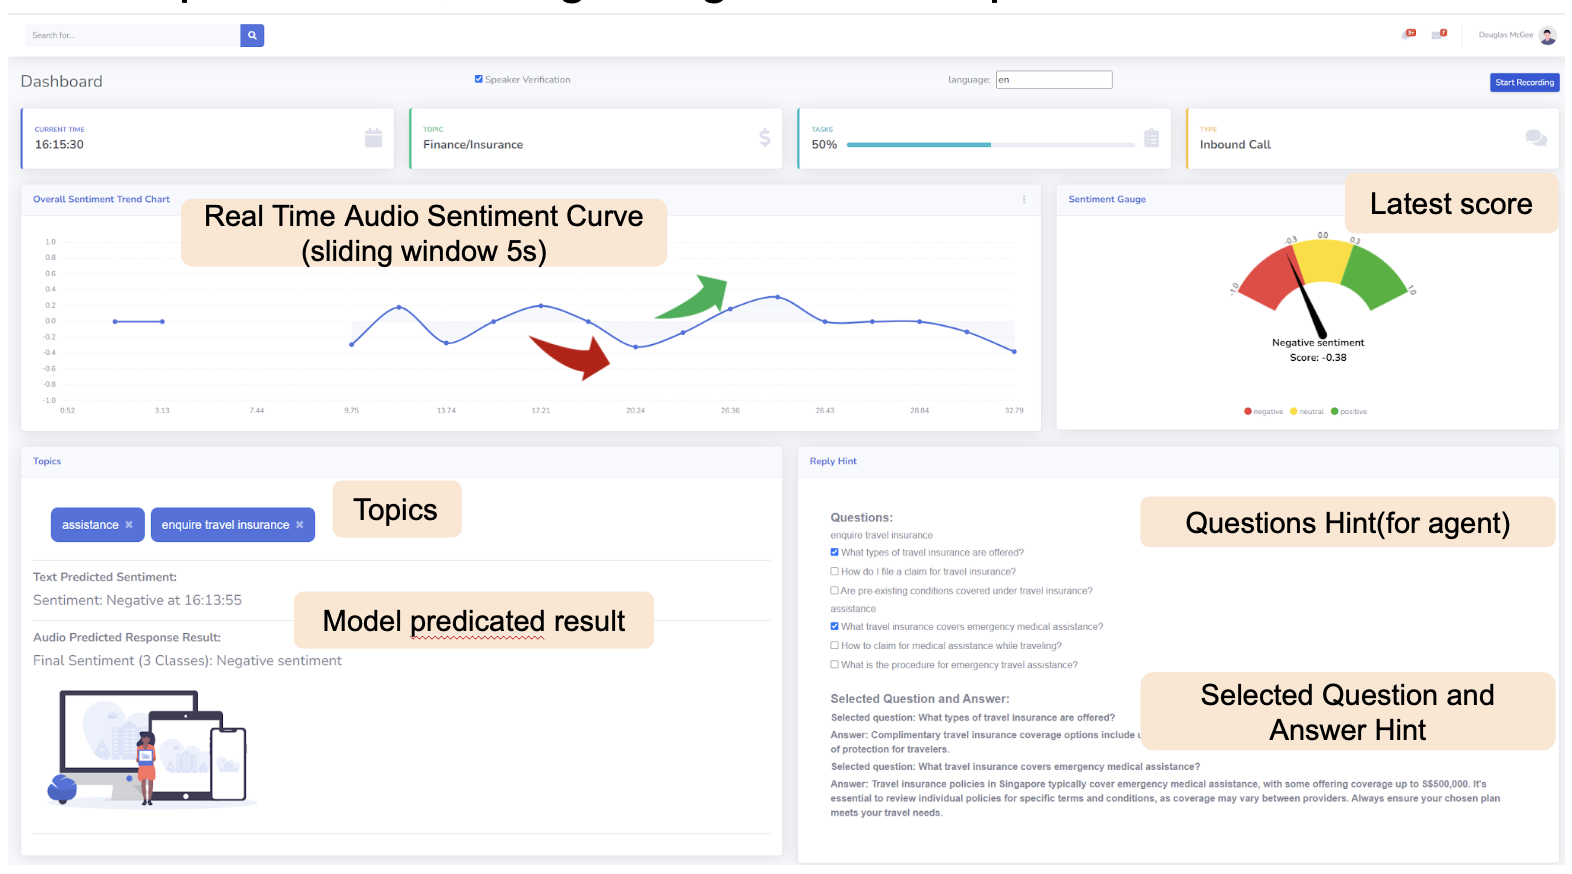 Search for...
3+
7
Douglas McGee
Dashboard
Speaker Verification
language:
en
Start Recording
CURRENT TIME
16:15:30
TOPIC
Finance/Insurance
$
TASKS
50%
TYPE
Inbound Call
Overall Sentiment Trend Chart
Real Time Audio Sentiment Curve
(sliding window 5s)
1.0
0.8
0.6
0.4
0.2
0.0
-0.2
-0.4
-0.6
-0.8
-1.0
0.52 3.13 7.44 9.75 13.74 17.21 20.24 26.36 26.43 28.84 32.79
Sentiment Gauge
Latest score
-1.0 -0.3 0.0 0.3 1.0
Negative sentiment
Score: -0.38
negative neutral positive
Topics
assistance ×
enquire travel insurance ×
Topics
Text Predicted Sentiment:
Sentiment: Negative at 16:13:55
Model predicated result
Audio Predicted Response Result:
Final Sentiment (3 Classes): Negative sentiment
Reply Hint
Questions Hint(for agent)
Questions:
enquire travel insurance
What types of travel insurance are offered?
How do I file a claim for travel insurance?
Are pre-existing conditions covered under travel insurance?
assistance
What travel insurance covers emergency medical assistance?
How to claim for medical assistance while traveling?
What is the procedure for emergency travel assistance?
Selected Question and
Answer Hint
Selected Question and Answer:
Selected question: What types of travel insurance are offered?
Answer: Complimentary travel insurance coverage options include
of protection for travelers.
Selected question: What travel insurance covers emergency medical assistance?
Answer: Travel insurance policies in Singapore typically cover emergency medical assistance, with some offering coverage up to S$500,000. It's
essential to review individual policies for specific terms and conditions, as coverage may vary between providers. Always ensure your chosen plan
meets your travel needs.